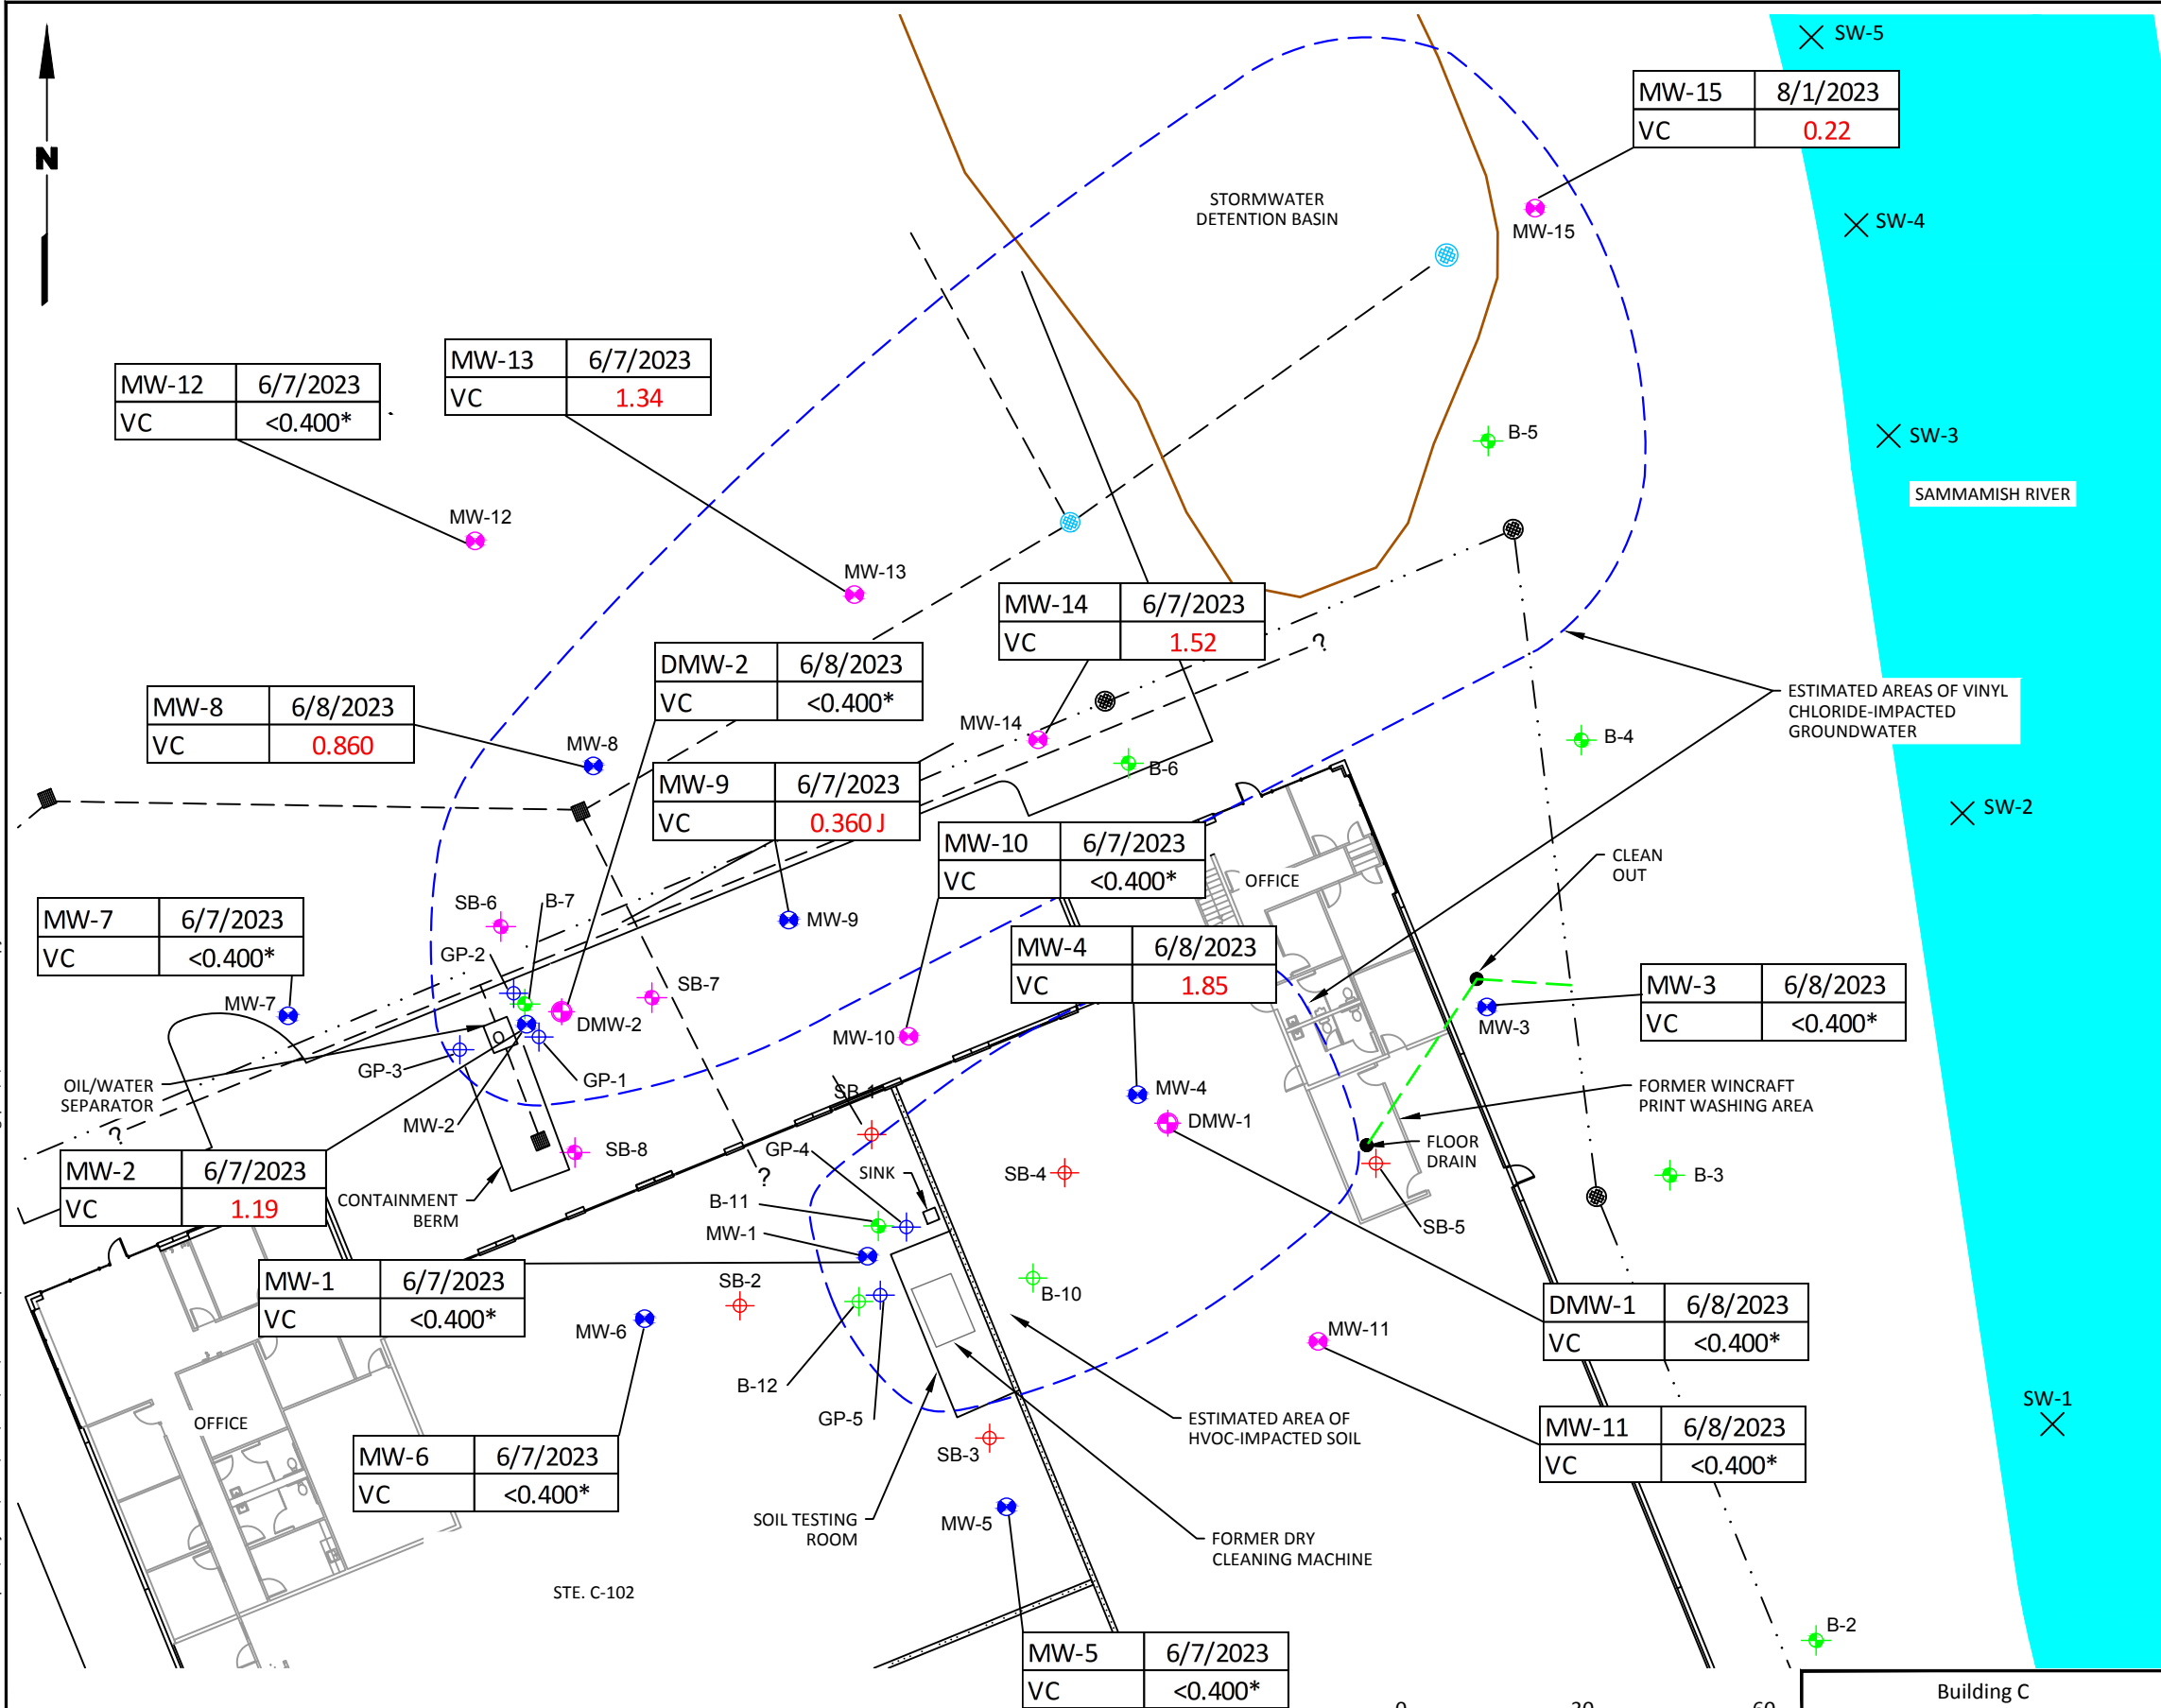 SW-5
MW-15 8/1/2023
VC 0.22
N
STORMWATER
DETENTION BASIN
SW-4
MW-15
MW-13 6/7/2023
VC 1.34
MW-12 6/7/2023
VC <0.400*
B-5
SW-3
SAMMAMISH RIVER
MW-12
MW-13
MW-14 6/7/2023
VC 1.52
?
DMW-2 6/8/2023
VC <0.400*
MW-8 6/8/2023
VC 0.860
ESTIMATED AREAS OF VINYL
CHLORIDE-IMPACTED
GROUNDWATER
MW-14
MW-8
B-4
B-6
MW-9 6/7/2023
VC 0.360 J
SW-2
MW-10 6/7/2023
VC <0.400*
CLEAN
OUT
OFFICE
MW-7 6/7/2023
VC <0.400*
SB-6
B-7
MW-9
GP-2
MW-4 6/8/2023
VC 1.85
SB-7
MW-3 6/8/2023
VC <0.400*
MW-7
DMW-2
MW-3
MW-10
GP-3
GP-1
OIL/WATER
SEPARATOR
SB-1
MW-4
FORMER WINCRAFT
PRINT WASHING AREA
MW-2
DMW-1
?
SB-8
GP-4
FLOOR
DRAIN
MW-2 6/7/2023
VC 1.19
SINK
SB-4
B-3
?
CONTAINMENT
BERM
B-11
MW-1
SB-5
MW-1 6/7/2023
VC <0.400*
SB-2
B-10
DMW-1 6/8/2023
VC <0.400*
MW-6
MW-11
B-12
SW-1
OFFICE
GP-5
ESTIMATED AREA OF
HVOC-IMPACTED SOIL
MW-11 6/8/2023
VC <0.400*
MW-6 6/7/2023
VC <0.400*
SB-3
SOIL TESTING
ROOM
MW-5
FORMER DRY
CLEANING MACHINE
STE. C-102
B-2
MW-5 6/7/2023
VC <0.400*
Building C
0 30 60